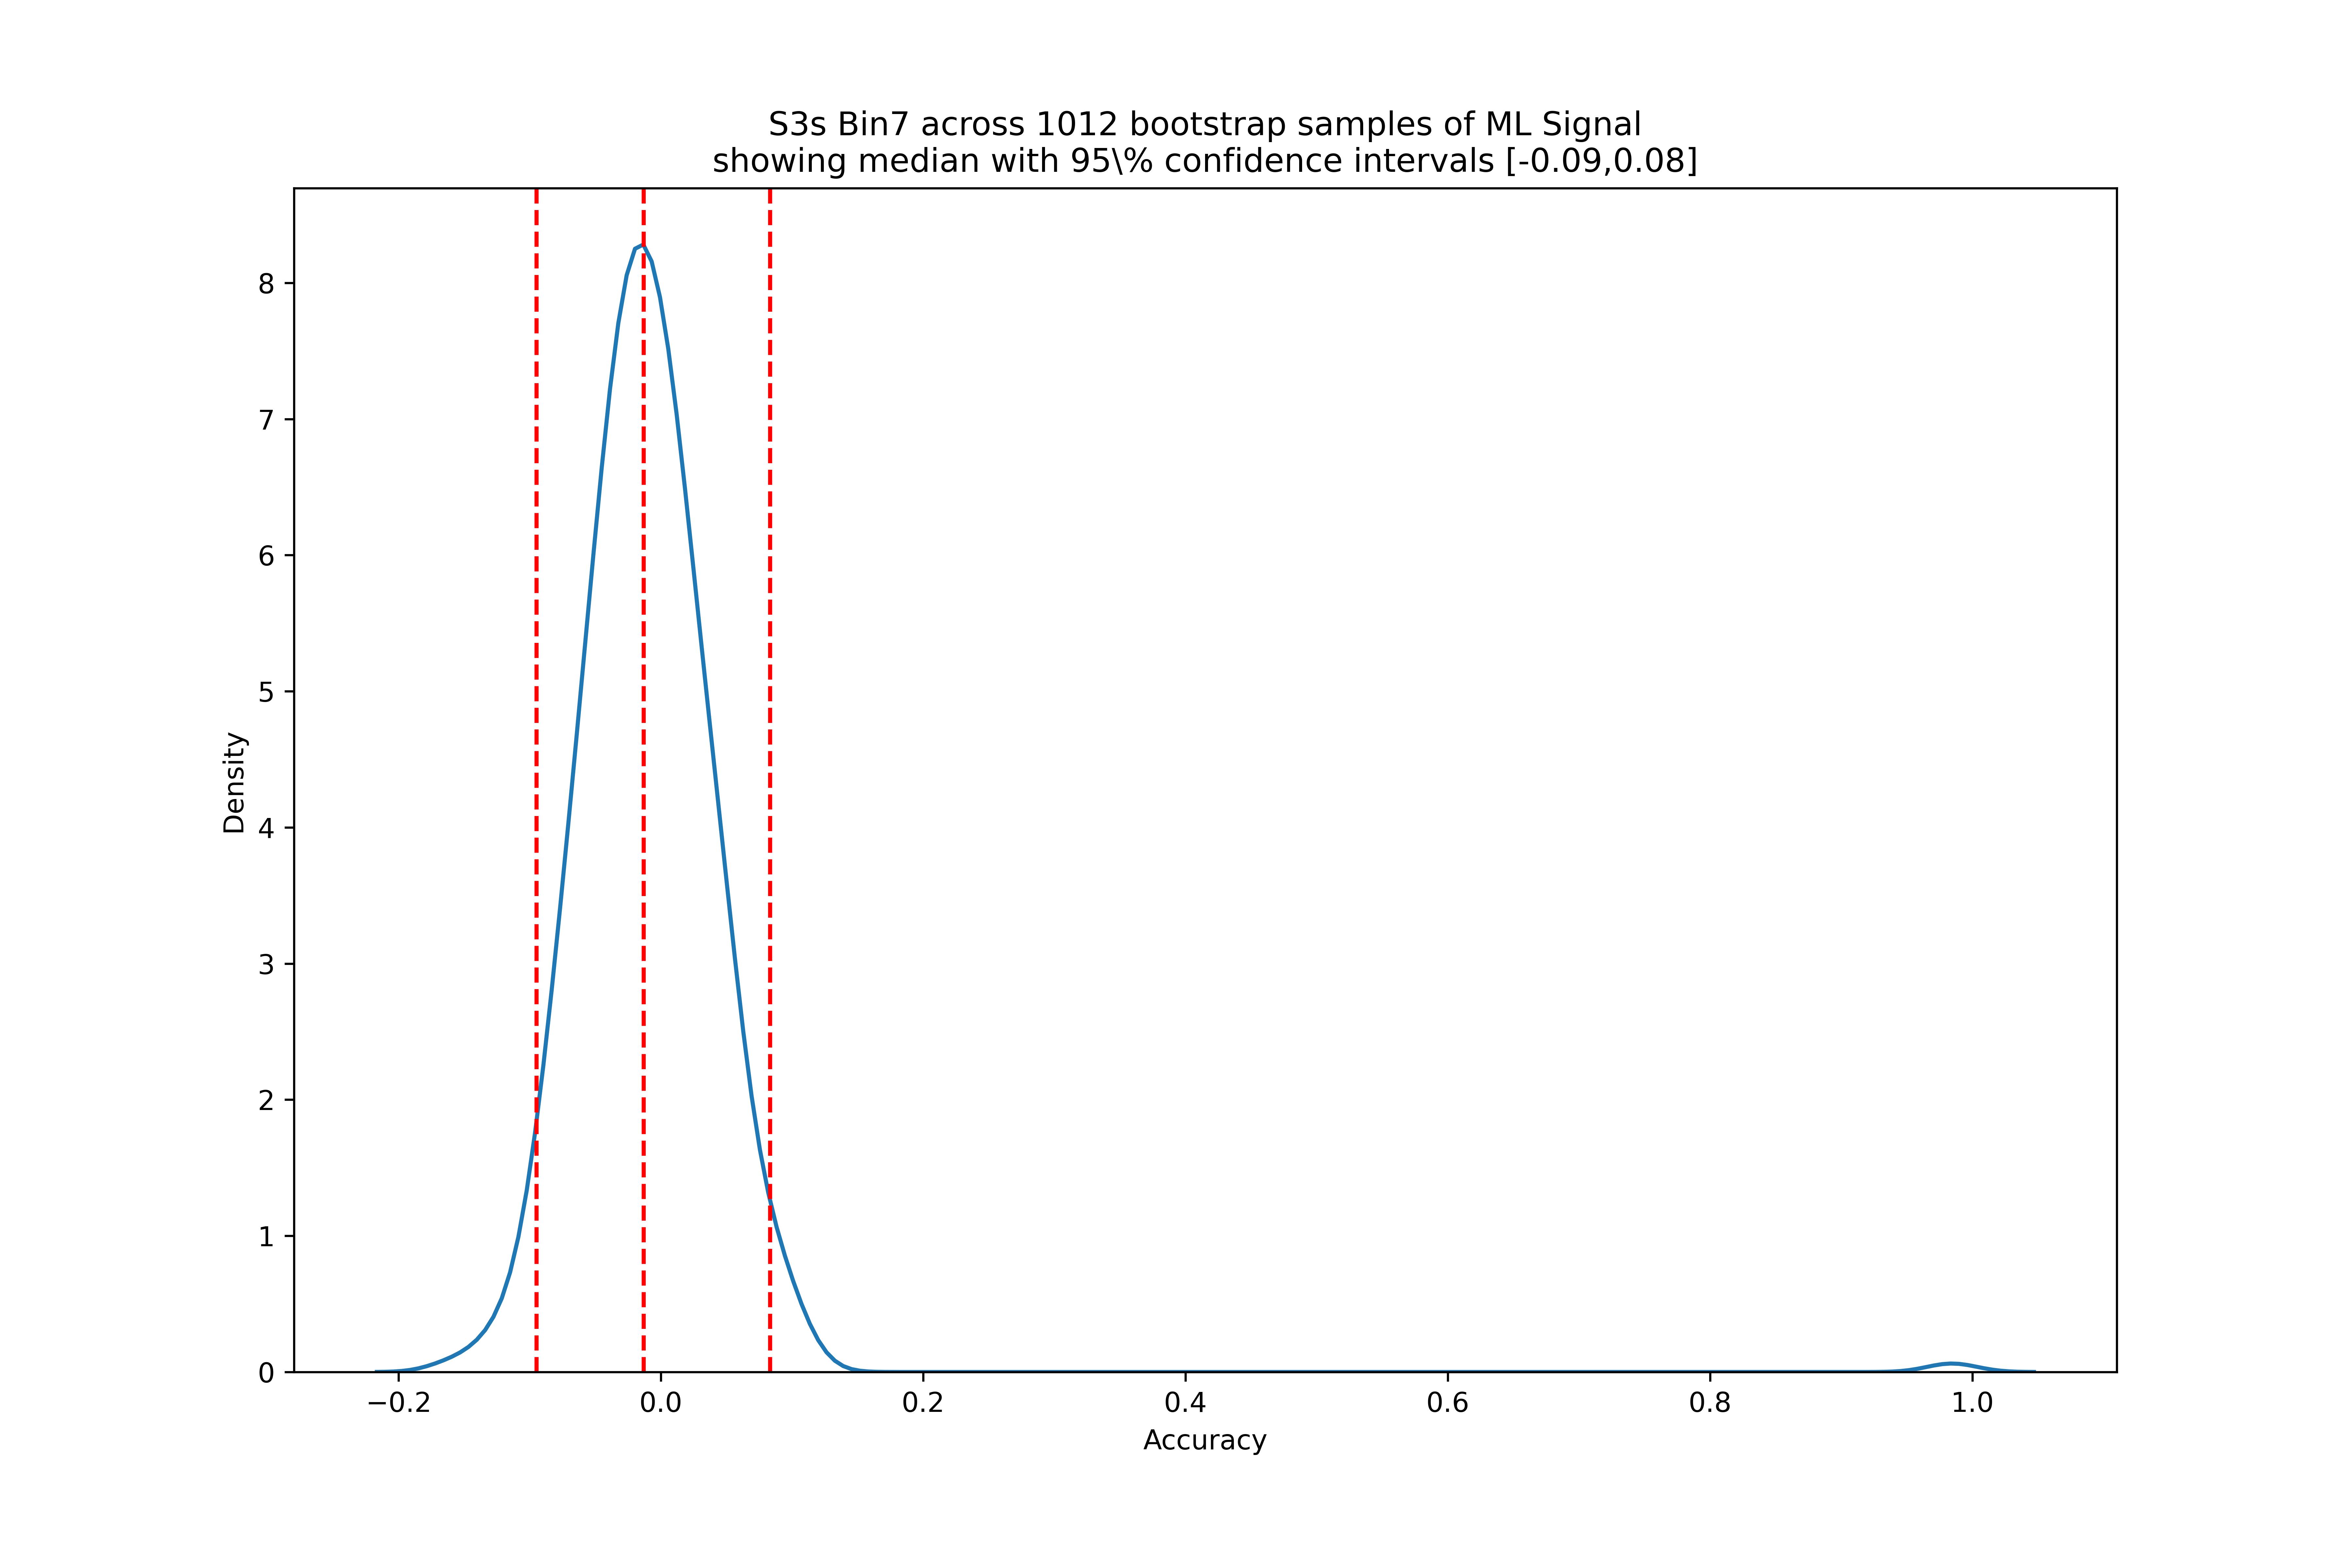 S3s Bin7 across 1012 bootstrap samples of ML Signal
showing median with 95\% confidence intervals [-0.09,0.08]
8
7
6
5
4
3
2
1
0
Density
−0.2 0.0 0.2 0.4 0.6 0.8 1.0
Accuracy